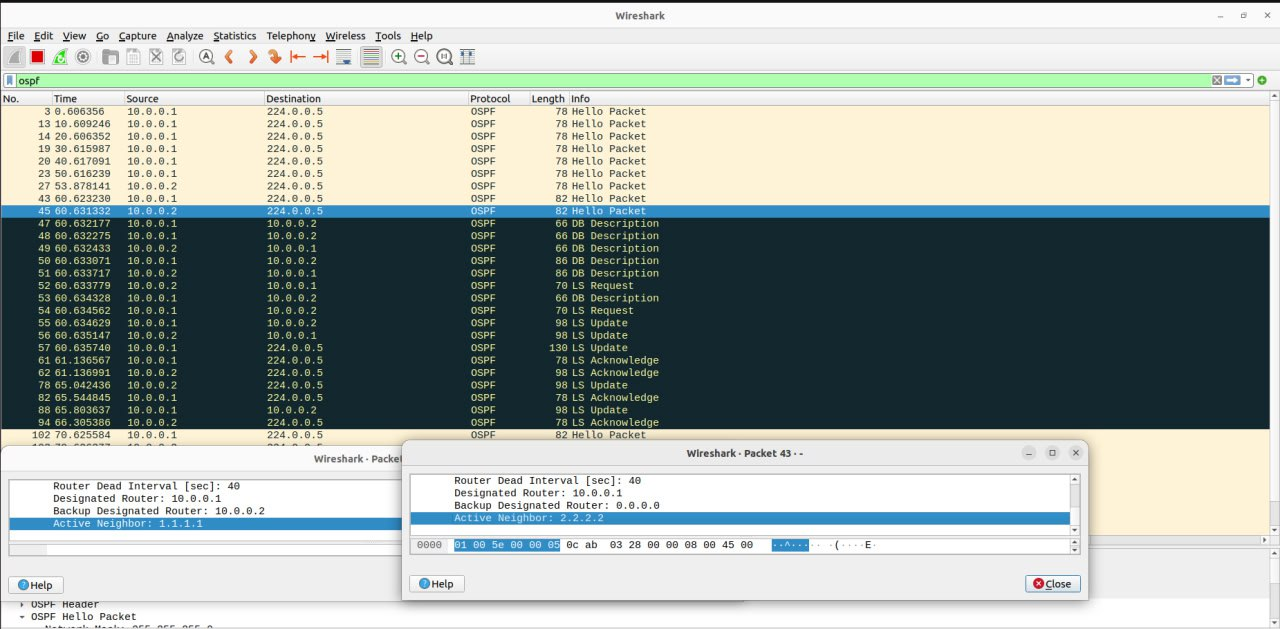 Wireshark
File Edit View Go Capture Analyze Statistics Telephony Wireless Tools Help
ospf
No. Time Source Destination Protocol Length Info
3 0.606356 10.0.0.1 224.0.0.5 OSPF 78 Hello Packet
13 10.609246 10.0.0.1 224.0.0.5 OSPF 78 Hello Packet
14 20.606352 10.0.0.1 224.0.0.5 OSPF 78 Hello Packet
19 30.615987 10.0.0.1 224.0.0.5 OSPF 78 Hello Packet
20 40.617091 10.0.0.1 224.0.0.5 OSPF 78 Hello Packet
23 50.616239 10.0.0.1 224.0.0.5 OSPF 78 Hello Packet
27 53.878141 10.0.0.2 224.0.0.5 OSPF 78 Hello Packet
43 60.623230 10.0.0.1 224.0.0.5 OSPF 82 Hello Packet
45 60.631332 10.0.0.2 224.0.0.5 OSPF 82 Hello Packet
47 60.632177 10.0.0.1 10.0.0.2 OSPF 66 DB Description
48 60.632275 10.0.0.1 10.0.0.2 OSPF 66 DB Description
49 60.632433 10.0.0.2 10.0.0.1 OSPF 66 DB Description
50 60.633071 10.0.0.1 10.0.0.2 OSPF 86 DB Description
51 60.633717 10.0.0.2 10.0.0.1 OSPF 86 DB Description
52 60.633779 10.0.0.2 10.0.0.1 OSPF 70 LS Request
53 60.634328 10.0.0.1 10.0.0.2 OSPF 66 DB Description
54 60.634562 10.0.0.1 10.0.0.2 OSPF 70 LS Request
55 60.634629 10.0.0.1 10.0.0.2 OSPF 98 LS Update
56 60.635147 10.0.0.2 10.0.0.1 OSPF 98 LS Update
57 60.635740 10.0.0.1 224.0.0.5 OSPF 130 LS Update
61 61.136567 10.0.0.1 224.0.0.5 OSPF 78 LS Acknowledge
62 61.136991 10.0.0.2 224.0.0.5 OSPF 98 LS Acknowledge
78 65.042436 10.0.0.2 224.0.0.5 OSPF 98 LS Update
82 65.544845 10.0.0.1 224.0.0.5 OSPF 78 LS Acknowledge
88 65.803637 10.0.0.1 10.0.0.2 OSPF 98 LS Update
94 66.305386 10.0.0.2 224.0.0.5 OSPF 78 LS Acknowledge
102 70.625584 10.0.0.1 224.0.0.5 OSPF 82 Hello Packet
Wireshark · Packet
Router Dead Interval [sec]: 40
Designated Router: 10.0.0.1
Backup Designated Router: 10.0.0.2
Active Neighbor: 1.1.1.1
Help
Wireshark · Packet 43 · -
Router Dead Interval [sec]: 40
Designated Router: 10.0.0.1
Backup Designated Router: 0.0.0.0
Active Neighbor: 2.2.2.2
0000 01 00 5e 00 00 05 0c ab 03 28 00 00 08 00 45 00 ··^····· ·(····E·
Help
Close
OSPF Header
OSPF Hello Packet